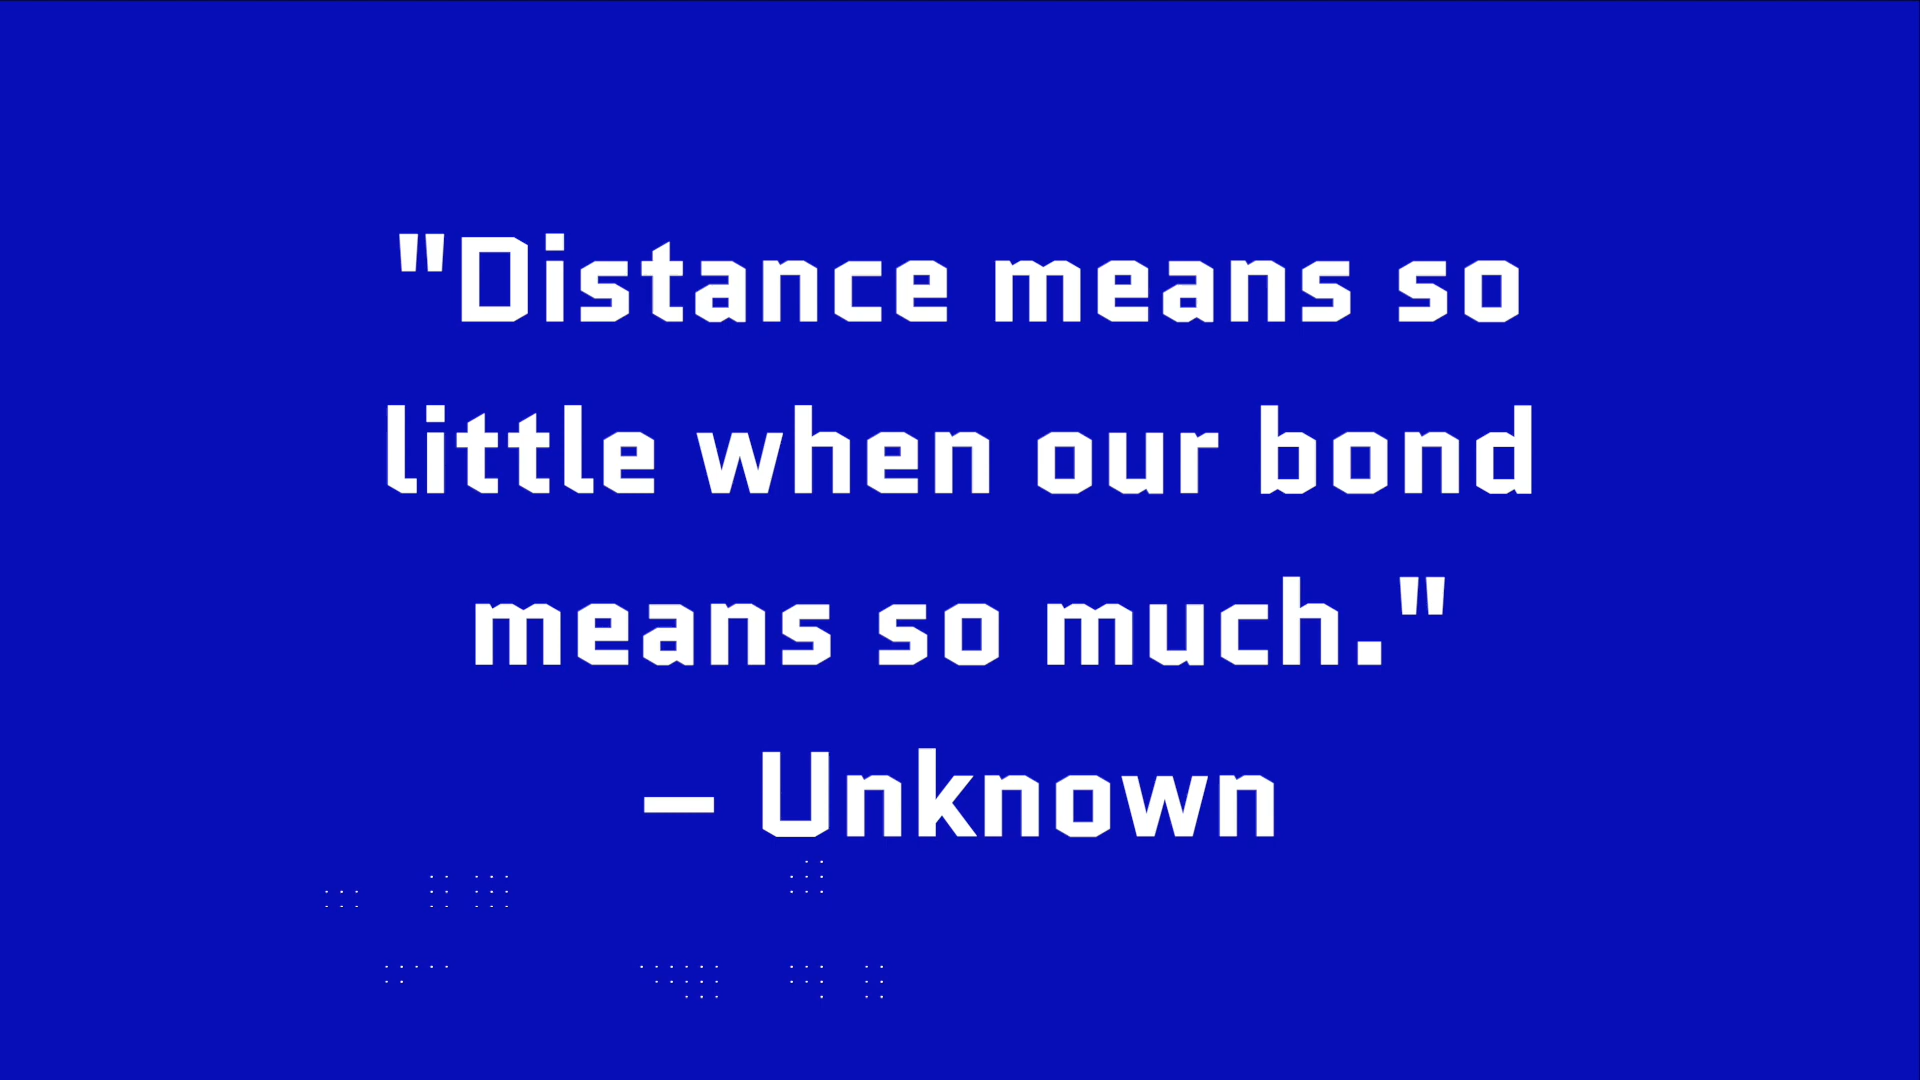 "Distance means so
little when our bond
means so much."
– Unknown